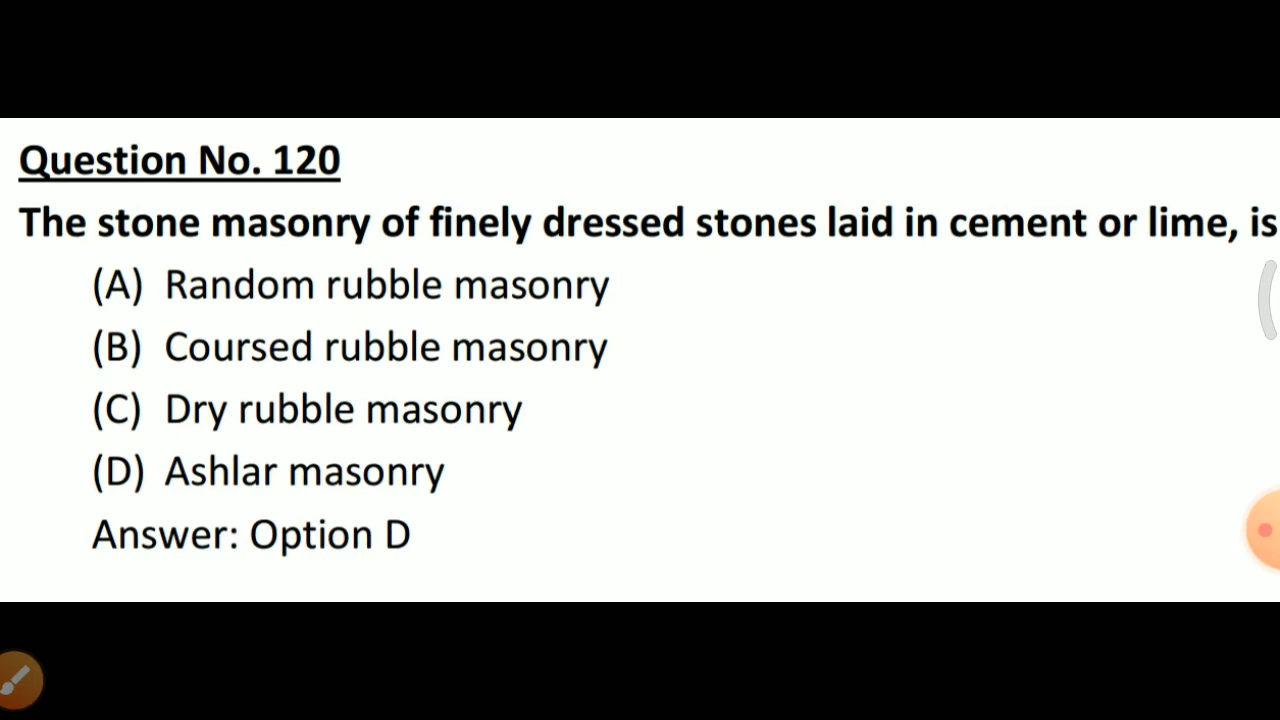 Question No. 120
The stone masonry of finely dressed stones laid in cement or lime, is
(A) Random rubble masonry
(B) Coursed rubble masonry
(C) Dry rubble masonry
(D) Ashlar masonry
Answer: Option D